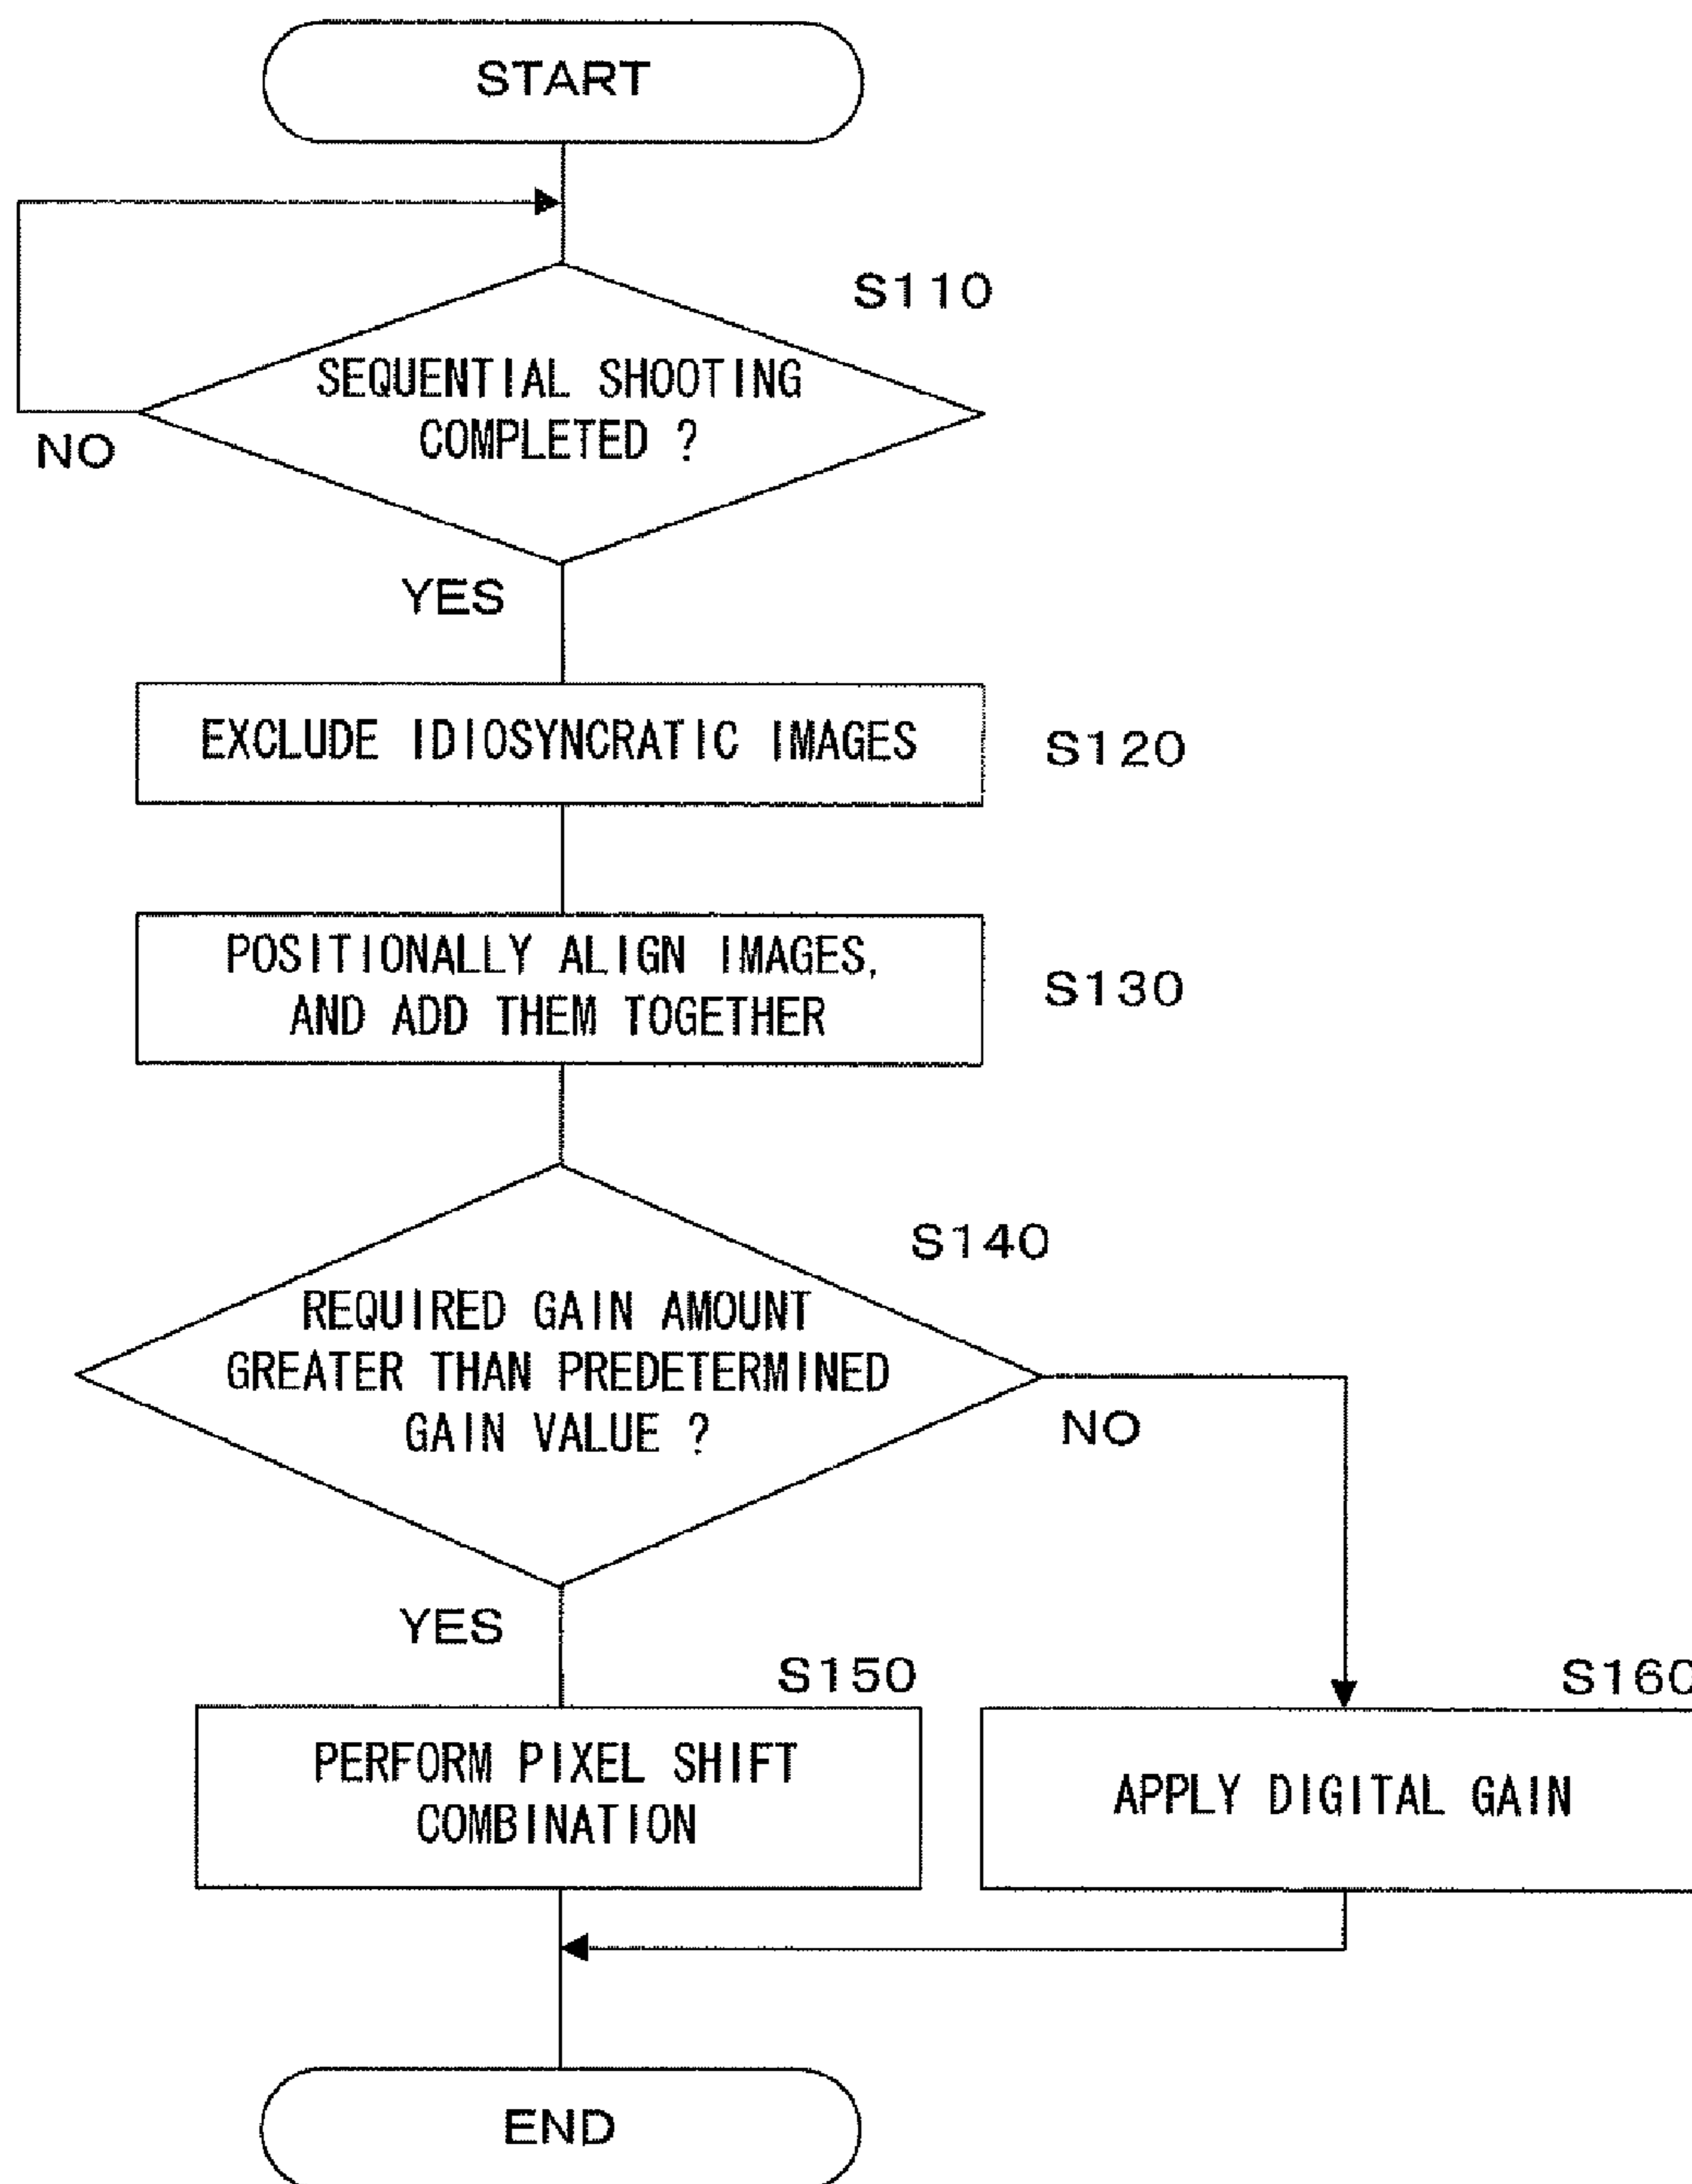 START
S110
SEQUENTIAL SHOOTING
COMPLETED ?
NO
YES
EXCLUDE IDIOSYNCRATIC IMAGES
S120
POSITIONALLY ALIGN IMAGES,
AND ADD THEM TOGETHER
S130
S140
REQUIRED GAIN AMOUNT
GREATER THAN PREDETERMINED
GAIN VALUE ?
NO
YES
S150
S160
PERFORM PIXEL SHIFT
COMBINATION
APPLY DIGITAL GAIN
END